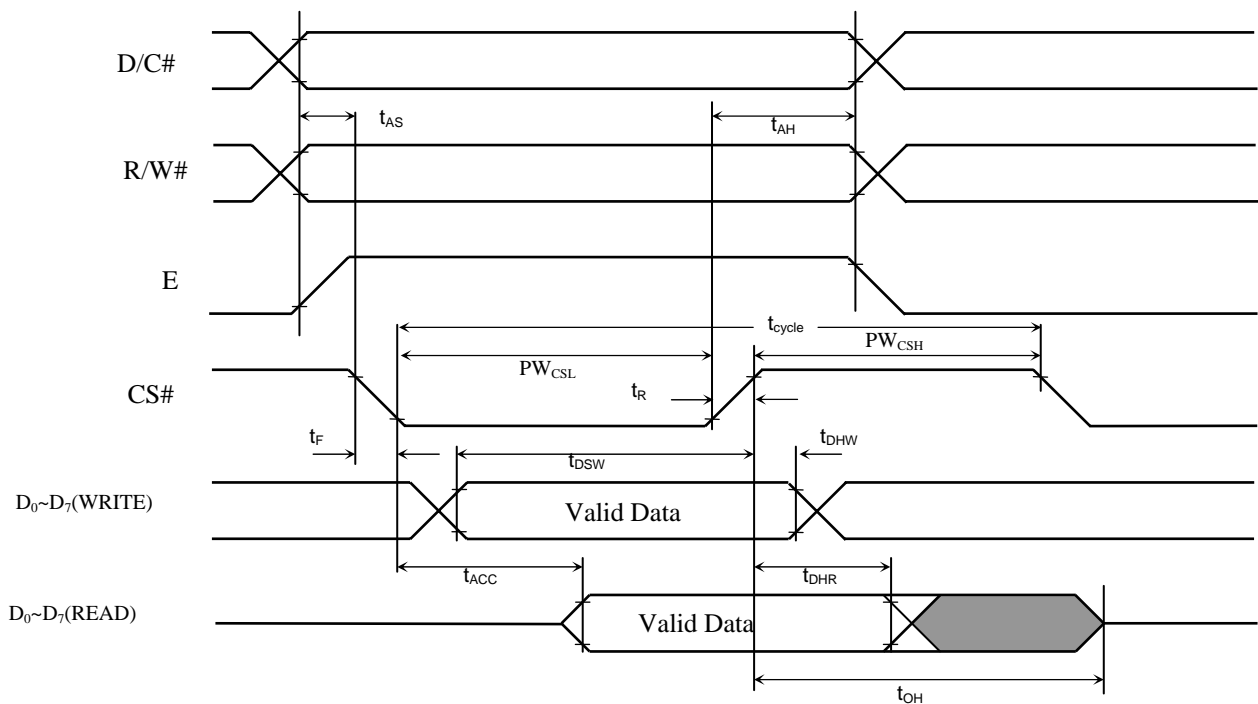 D/C#
tAS
tAH
R/W#
E
tcycle
PWCSH
PWCSL
CS#
tR
tF
tDHW
tDSW
D0~D7(WRITE)
Valid Data
tACC
tDHR
D0~D7(READ)
Valid Data
tOH